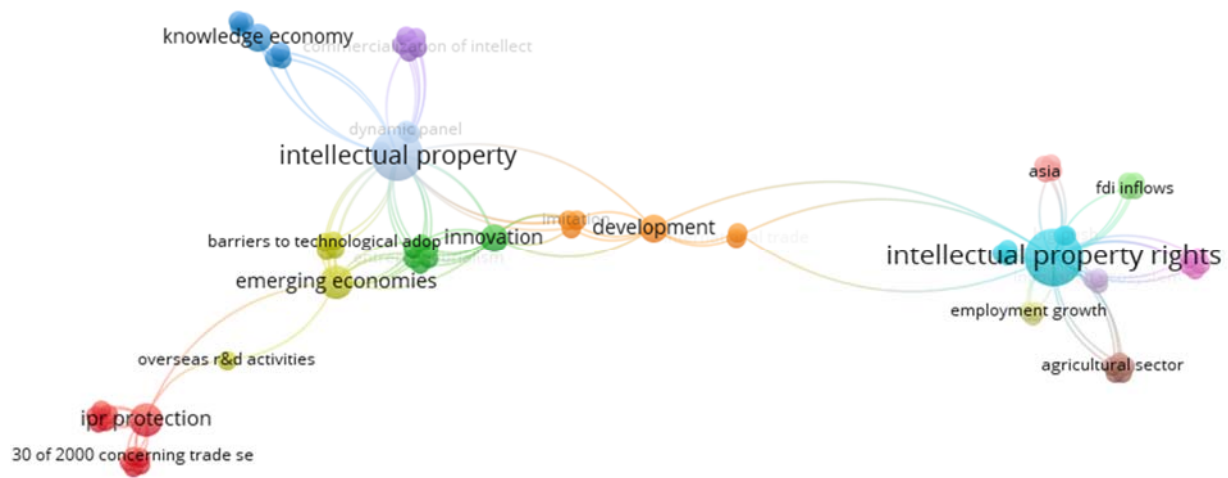 knowledge economy
commercialization of intellect
dynamic panel
intellectual property
asia
fdi inflows
imitation
development
barriers to technological adop
innovation
intellectual property rights
emerging economies
employment growth
overseas r&d activities
agricultural sector
ipr protection
30 of 2000 concerning trade se